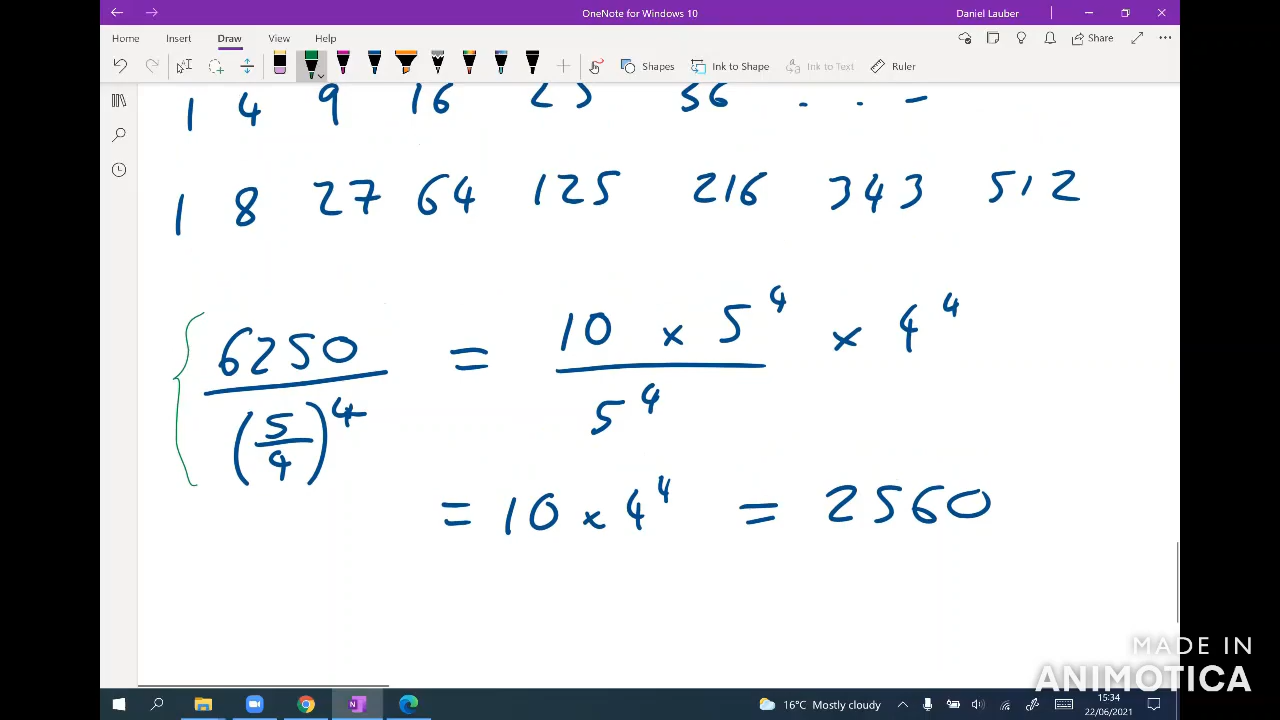 OneNote for Windows 10
Daniel Lauber
Home Insert Draw View Help
Share
Shapes Ink to Shape Ink to Text Ruler
1 4 9 16 25 36 . . -
1 8 27 64 125 216 343 512
6250 / (5/4)^4 = 10 × 5^4 / 5^4 × 4^4
= 10 × 4^4 = 2560
MADE IN
ANIMOTICA
16°C Mostly cloudy
15:34
22/06/2021